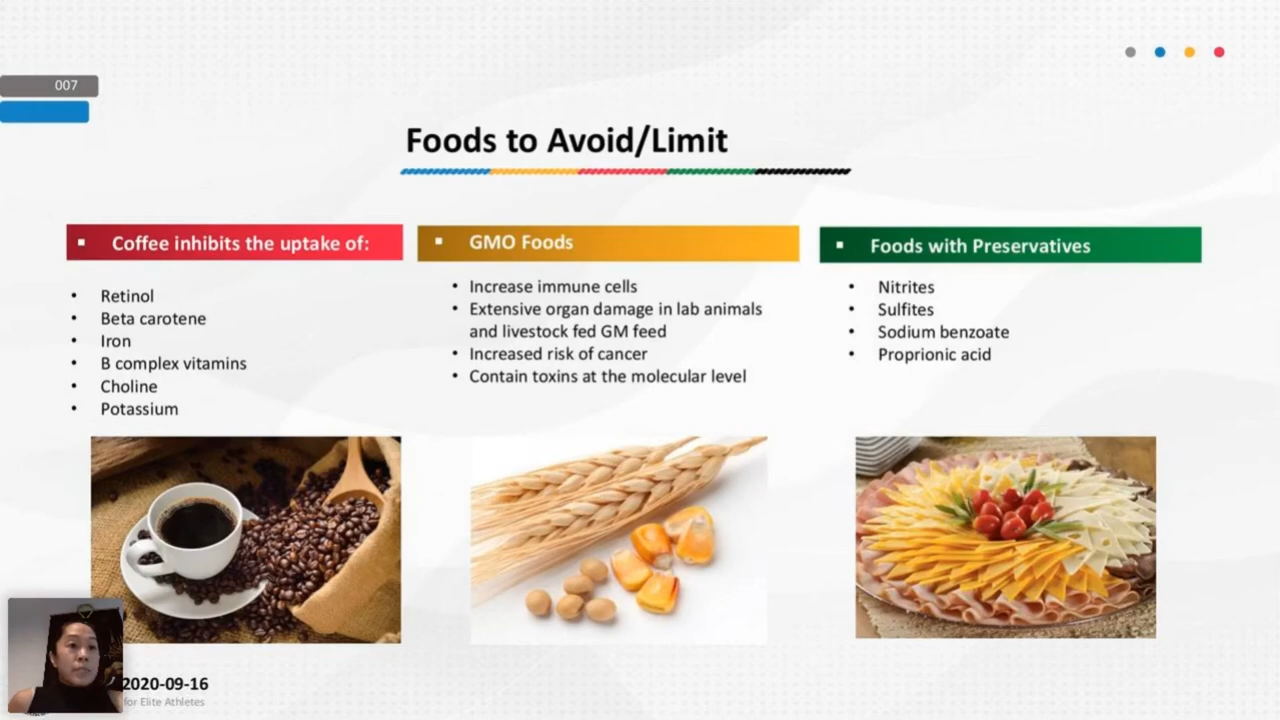 007
Foods to Avoid/Limit
Coffee inhibits the uptake of:
Retinol
Beta carotene
Iron
B complex vitamins
Choline
Potassium
GMO Foods
Increase immune cells
Extensive organ damage in lab animals
and livestock fed GM feed
Increased risk of cancer
Contain toxins at the molecular level
Foods with Preservatives
Nitrites
Sulfites
Sodium benzoate
Proprionic acid
2020-09-16
for Elite Athletes